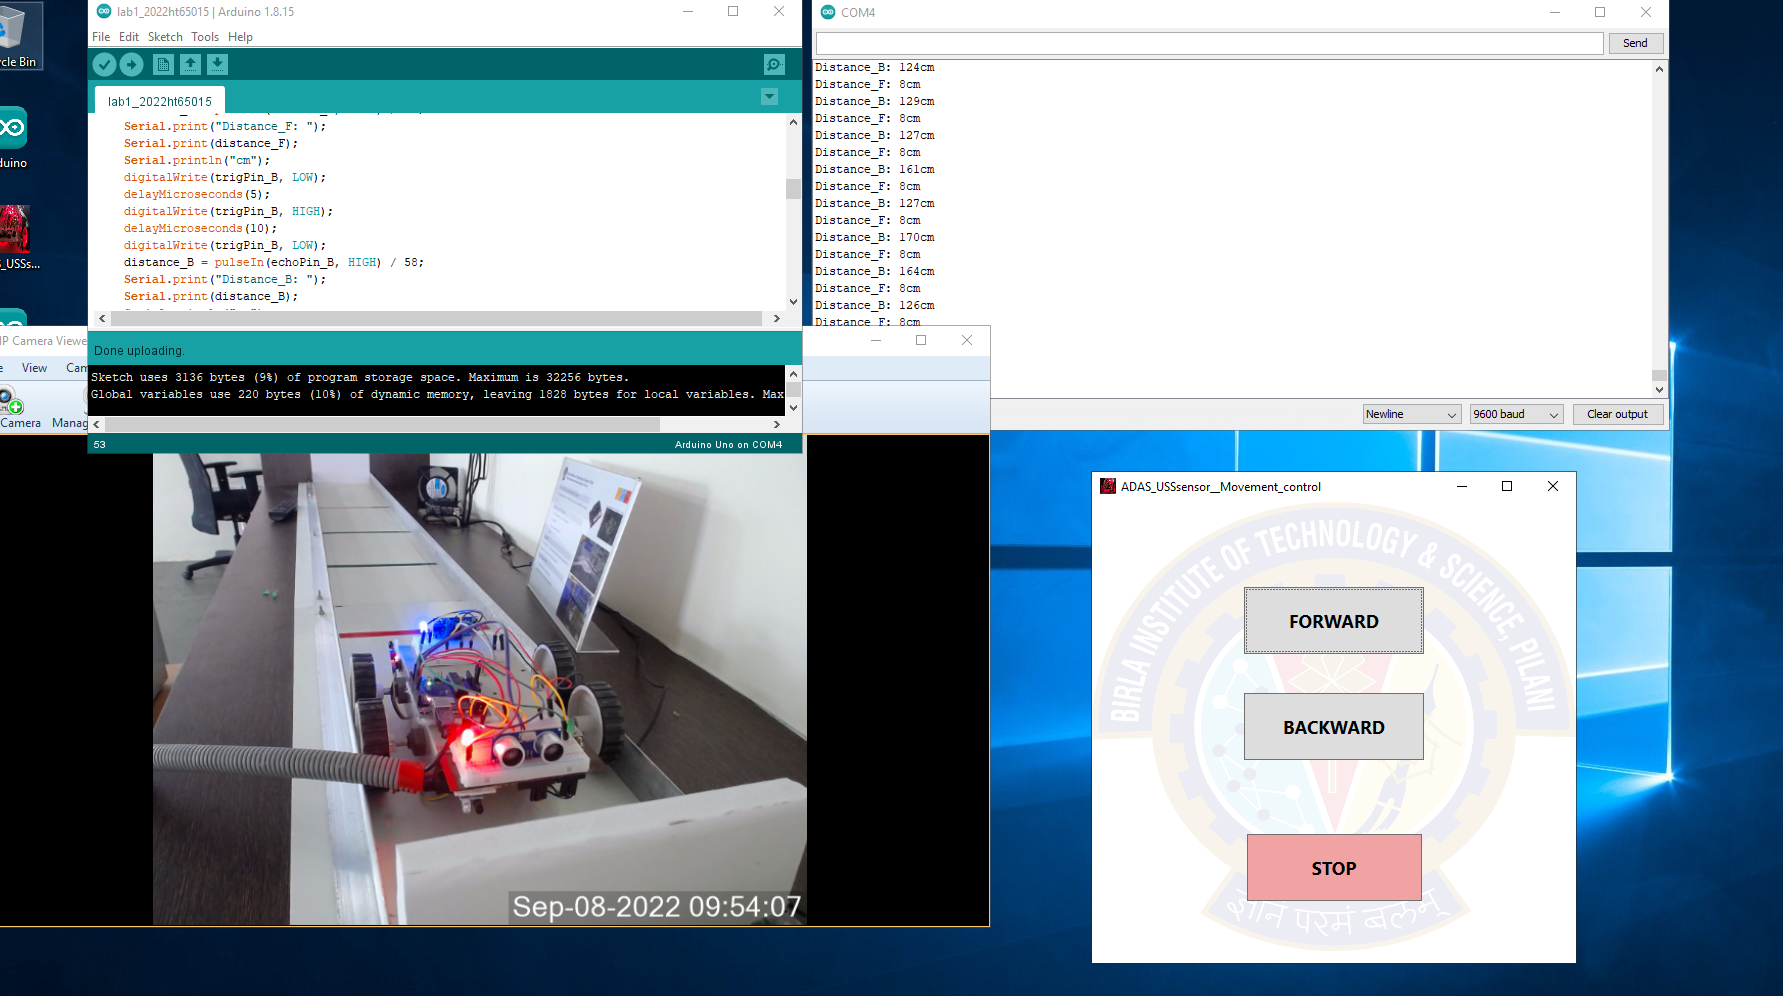 cle Bin
duino
_USSs...
lab1_2022ht65015 | Arduino 1.8.15
File Edit Sketch Tools Help
lab1_2022ht65015
Serial.print("Distance_F: ");
Serial.print(distance_F);
Serial.println("cm");
digitalWrite(trigPin_B, LOW);
delayMicroseconds(5);
digitalWrite(trigPin_B, HIGH);
delayMicroseconds(10);
digitalWrite(trigPin_B, LOW);
distance_B = pulseIn(echoPin_B, HIGH) / 58;
Serial.print("Distance_B: ");
Serial.print(distance_B);
Done uploading.
Sketch uses 3136 bytes (9%) of program storage space. Maximum is 32256 bytes.
Global variables use 220 bytes (10%) of dynamic memory, leaving 1828 bytes for local variables. Max
53
Arduino Uno on COM4
COM4
Send
Distance_B: 124cm
Distance_F: 8cm
Distance_B: 129cm
Distance_F: 8cm
Distance_B: 127cm
Distance_F: 8cm
Distance_B: 161cm
Distance_F: 8cm
Distance_B: 127cm
Distance_F: 8cm
Distance_B: 170cm
Distance_F: 8cm
Distance_B: 164cm
Distance_F: 8cm
Distance_B: 126cm
Distance_F: 8cm
Newline
9600 baud
Clear output
IP Camera Viewe
e View Cam
Camera Manag
Sep-08-2022 09:54:07
ADAS_USSsensor__Movement_control
BIRLA INSTITUTE OF TECHNOLOGY & SCIENCE, PILANI
FORWARD
BACKWARD
STOP
ज्ञानं परमं बलम्